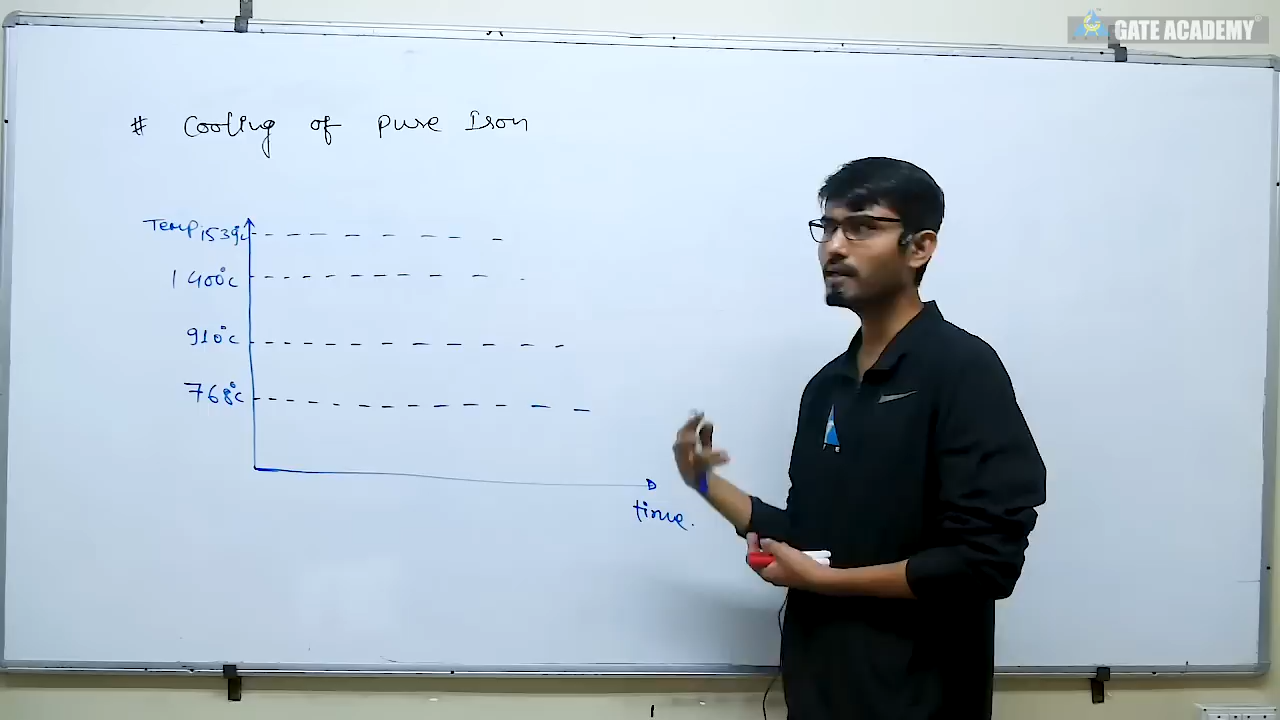 GATE ACADEMY
# Cooling of pure Iron
Temp 1539°C
1400°C
910°C
768°C
time.